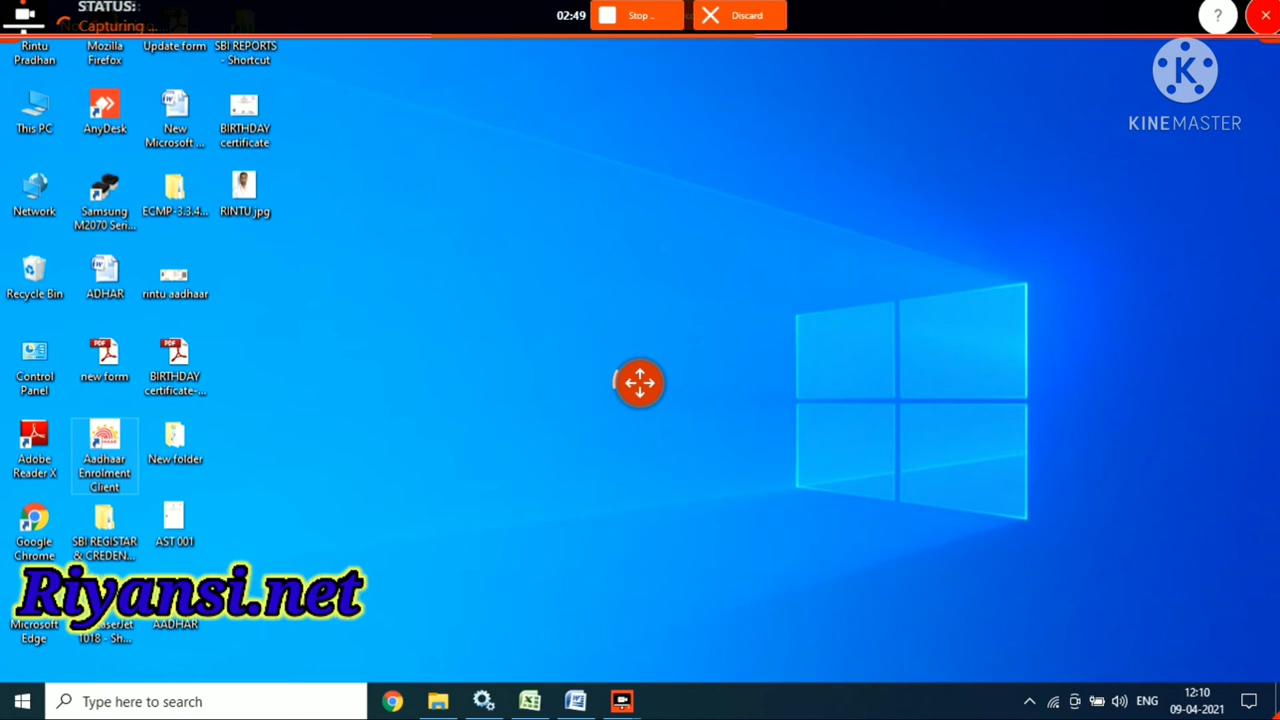 STATUS:
Capturing ...
02:49
Stop ..
Discard
?
K
KINEMASTER
Rintu
Pradhan
Mozilla
Firefox
Update form
SBI REPORTS
- Shortcut
This PC
AnyDesk
New
Microsoft ...
BIRTHDAY
certificate
Network
Samsung
M2070 Seri...
ECMP-3.3.4...
RINTU jpg
Recycle Bin
ADHAR
rintu aadhaar
Control
Panel
new form
BIRTHDAY
certificate-...
Adobe
Reader X
Aadhaar
Enrolment
Client
New folder
Google
Chrome
SBI REGISTAR
& CREDEN...
AST 001
Riyansi.net
Microsoft
Edge
1018 - Sh...
AADHAR
Type here to search
ENG
12:10
09-04-2021